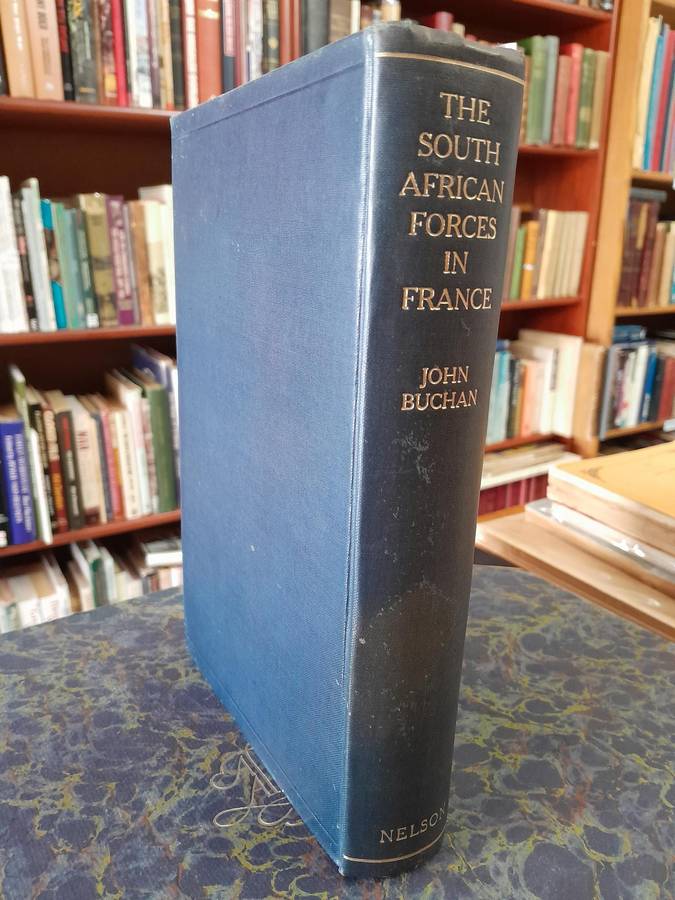 THE
SOUTH
AFRICAN
FORCES
IN
FRANCE
JOHN
BUCHAN
NELSON